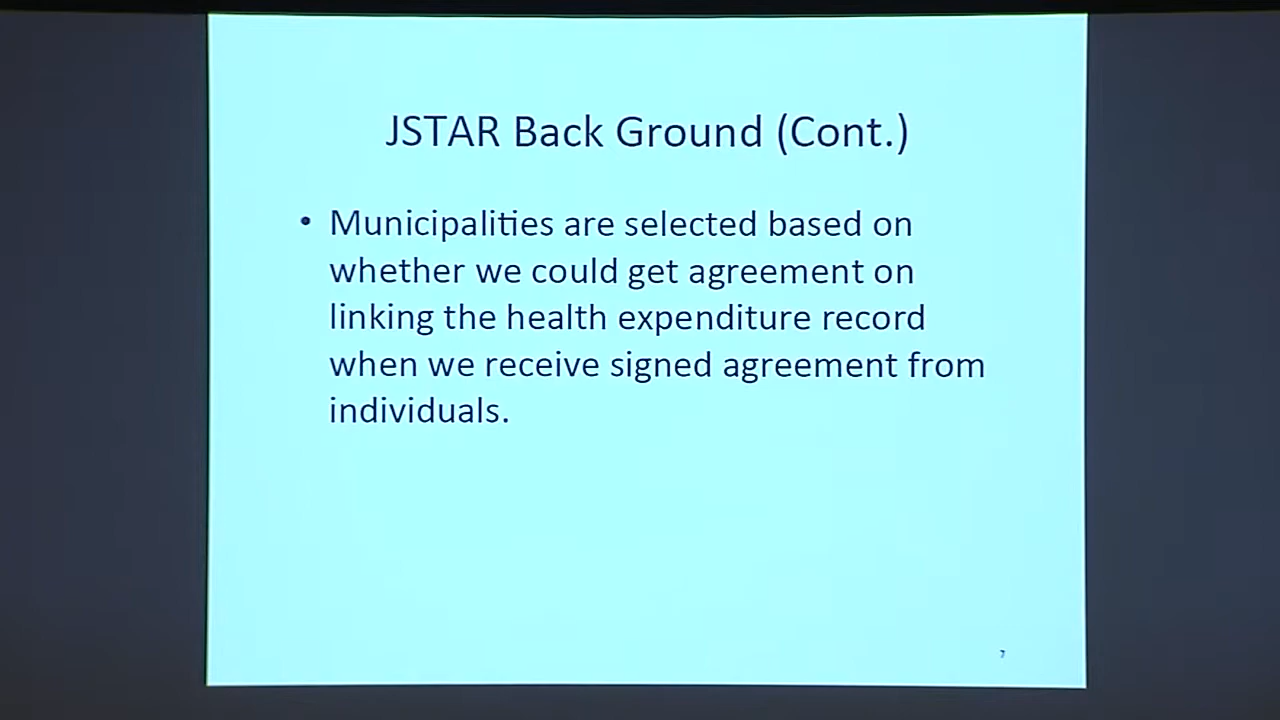 JSTAR Back Ground (Cont.)
• Municipalities are selected based on
whether we could get agreement on
linking the health expenditure record
when we receive signed agreement from
individuals.
7